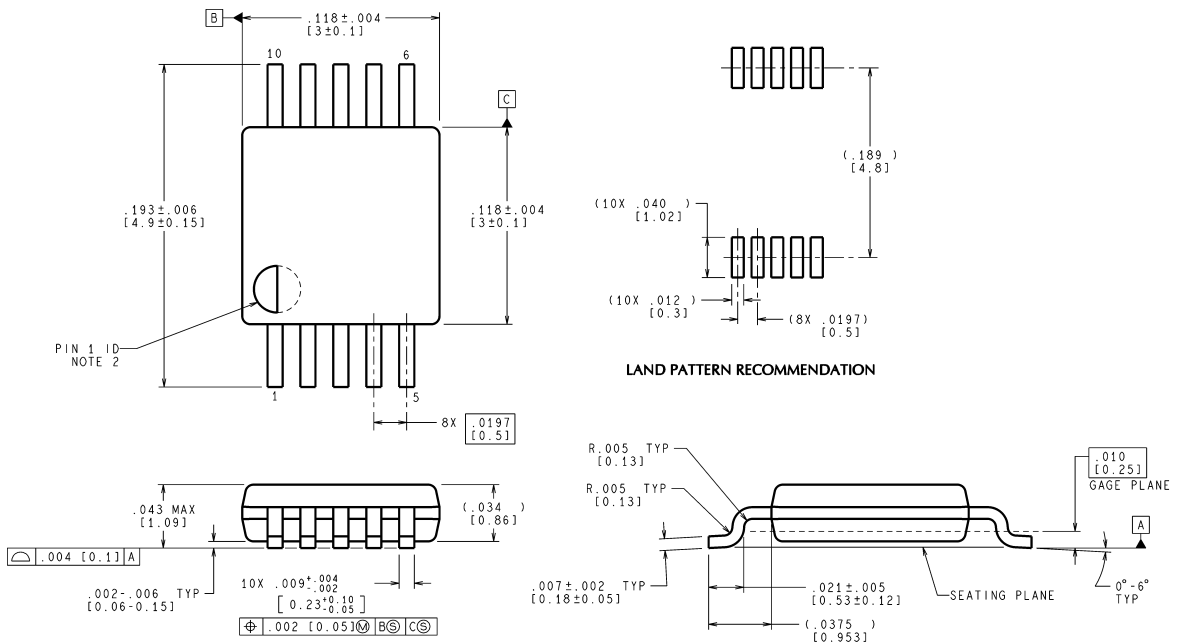 B
.118±.004
[3±0.1]
10
6
C
.193±.006
[4.9±0.15]
.118±.004
[3±0.1]
PIN 1 ID
NOTE 2
1
5
8X .0197
[0.5]
(.189 )
[4.8]
(10X .040 )
[1.02]
(10X .012 )
[0.3]
(8X .0197)
[0.5]
LAND PATTERN RECOMMENDATION
.043 MAX
[1.09]
(.034 )
[0.86]
⌓ .004 [0.1] A
.002-.006 TYP
[0.06-0.15]
10X .009 +.004 -.002
[ 0.23 +0.10 -0.05 ]
⌖ .002 [0.05]Ⓜ BⓈ CⓈ
R.005 TYP
[0.13]
R.005 TYP
[0.13]
.010
[0.25]
GAGE PLANE
A
.007±.002 TYP
[0.18±0.05]
.021±.005
[0.53±0.12]
SEATING PLANE
0°-6°
TYP
(.0375 )
[0.953]